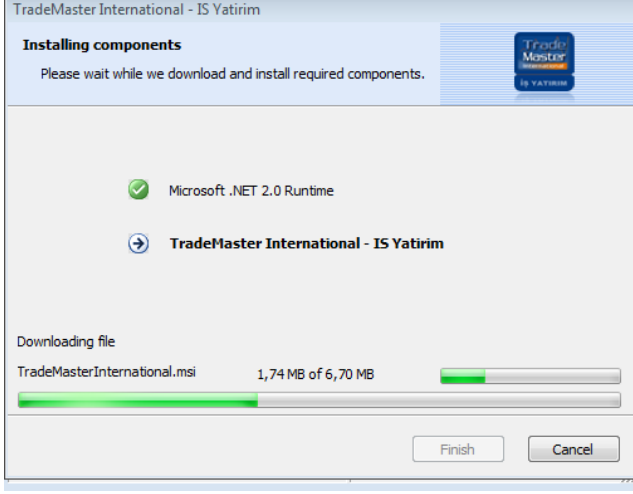 TradeMaster International - IS Yatirim
Installing components
Please wait while we download and install required components.
Trade
Master
International
İŞ YATIRIM
Microsoft .NET 2.0 Runtime
TradeMaster International - IS Yatirim
Downloading file
TradeMasterInternational.msi 1,74 MB of 6,70 MB
Finish Cancel